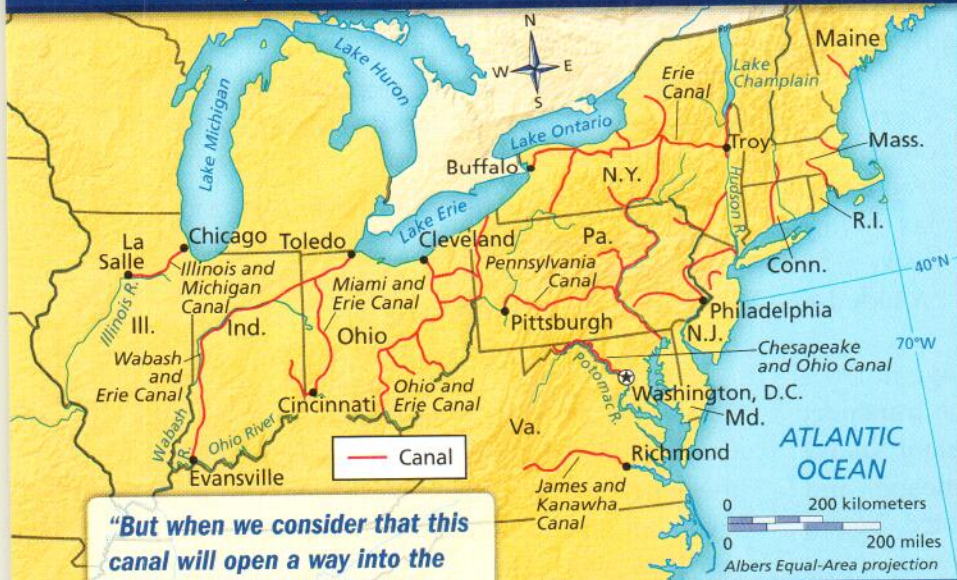 N
W E
S
Maine
Lake Huron
Lake Michigan
Lake
Champlain
Erie
Canal
Lake Ontario
Troy
Mass.
Buffalo
N.Y.
Hudson R.
R.I.
Lake Erie
La
Salle
Chicago
Toledo
Cleveland
Pa.
Conn.
Illinois and
Michigan
Canal
Miami and
Erie Canal
Pennsylvania
Canal
40°N
Illinois R.
Ill.
Ind.
Ohio
Pittsburgh
Philadelphia
N.J.
70°W
Wabash
and
Erie Canal
Chesapeake
and Ohio Canal
Potomac R.
Cincinnati
Ohio and
Erie Canal
Washington, D.C.
Md.
Wabash
R.
Ohio River
Va.
ATLANTIC
OCEAN
Canal
Evansville
Richmond
James and
Kanawha
Canal
0 200 kilometers
0 200 miles
Albers Equal-Area projection
"But when we consider that this
canal will open a way into the